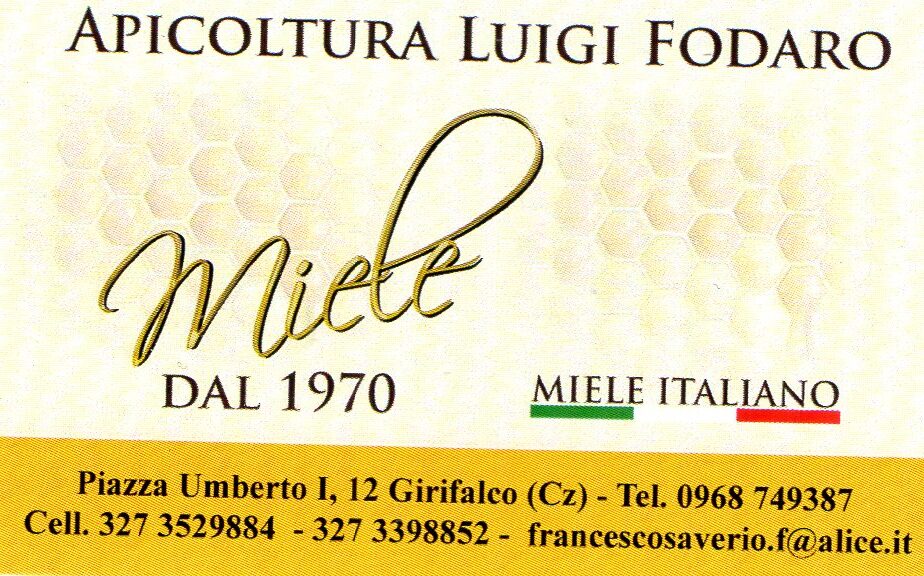 APICOLTURA LUIGI FODARO
Miele
DAL 1970
MIELE ITALIANO
Piazza Umberto I, 12 Girifalco (Cz) - Tel. 0968 749387
Cell. 327 3529884 - 327 3398852 - francescosaverio.f@alice.it